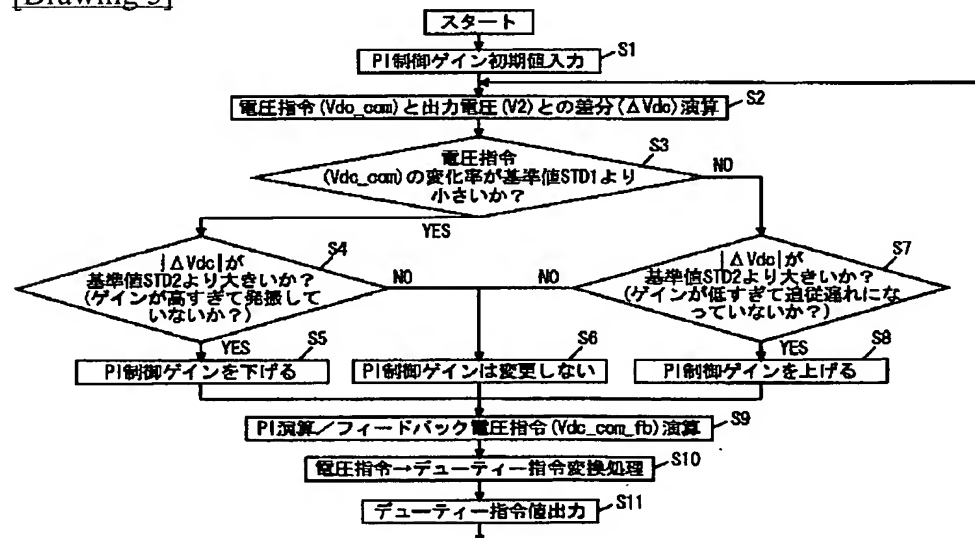 [Drawing 5]
スタート
PI制御ゲイン初期値入力
S1
電圧指令(Vdc_com)と出力電圧(V2)との差分(ΔVdc)演算
S2
電圧指令
(Vdc_com)の変化率が基準値STD1より
小さいか?
S3
NO
YES
|ΔVdc|が
基準値STD2より大きいか?
(ゲインが高すぎて発振して
いないか?)
S4
NO
YES
|ΔVdc|が
基準値STD2より大きいか?
(ゲインが低すぎて追従遅れにな
っていないか?)
S7
NO
YES
PI制御ゲインを下げる
S5
PI制御ゲインは変更しない
S6
PI制御ゲインを上げる
S8
PI演算/フィードバック電圧指令(Vdc_com_fb)演算
S9
電圧指令→デューティー指令変換処理
S10
デューティー指令値出力
S11